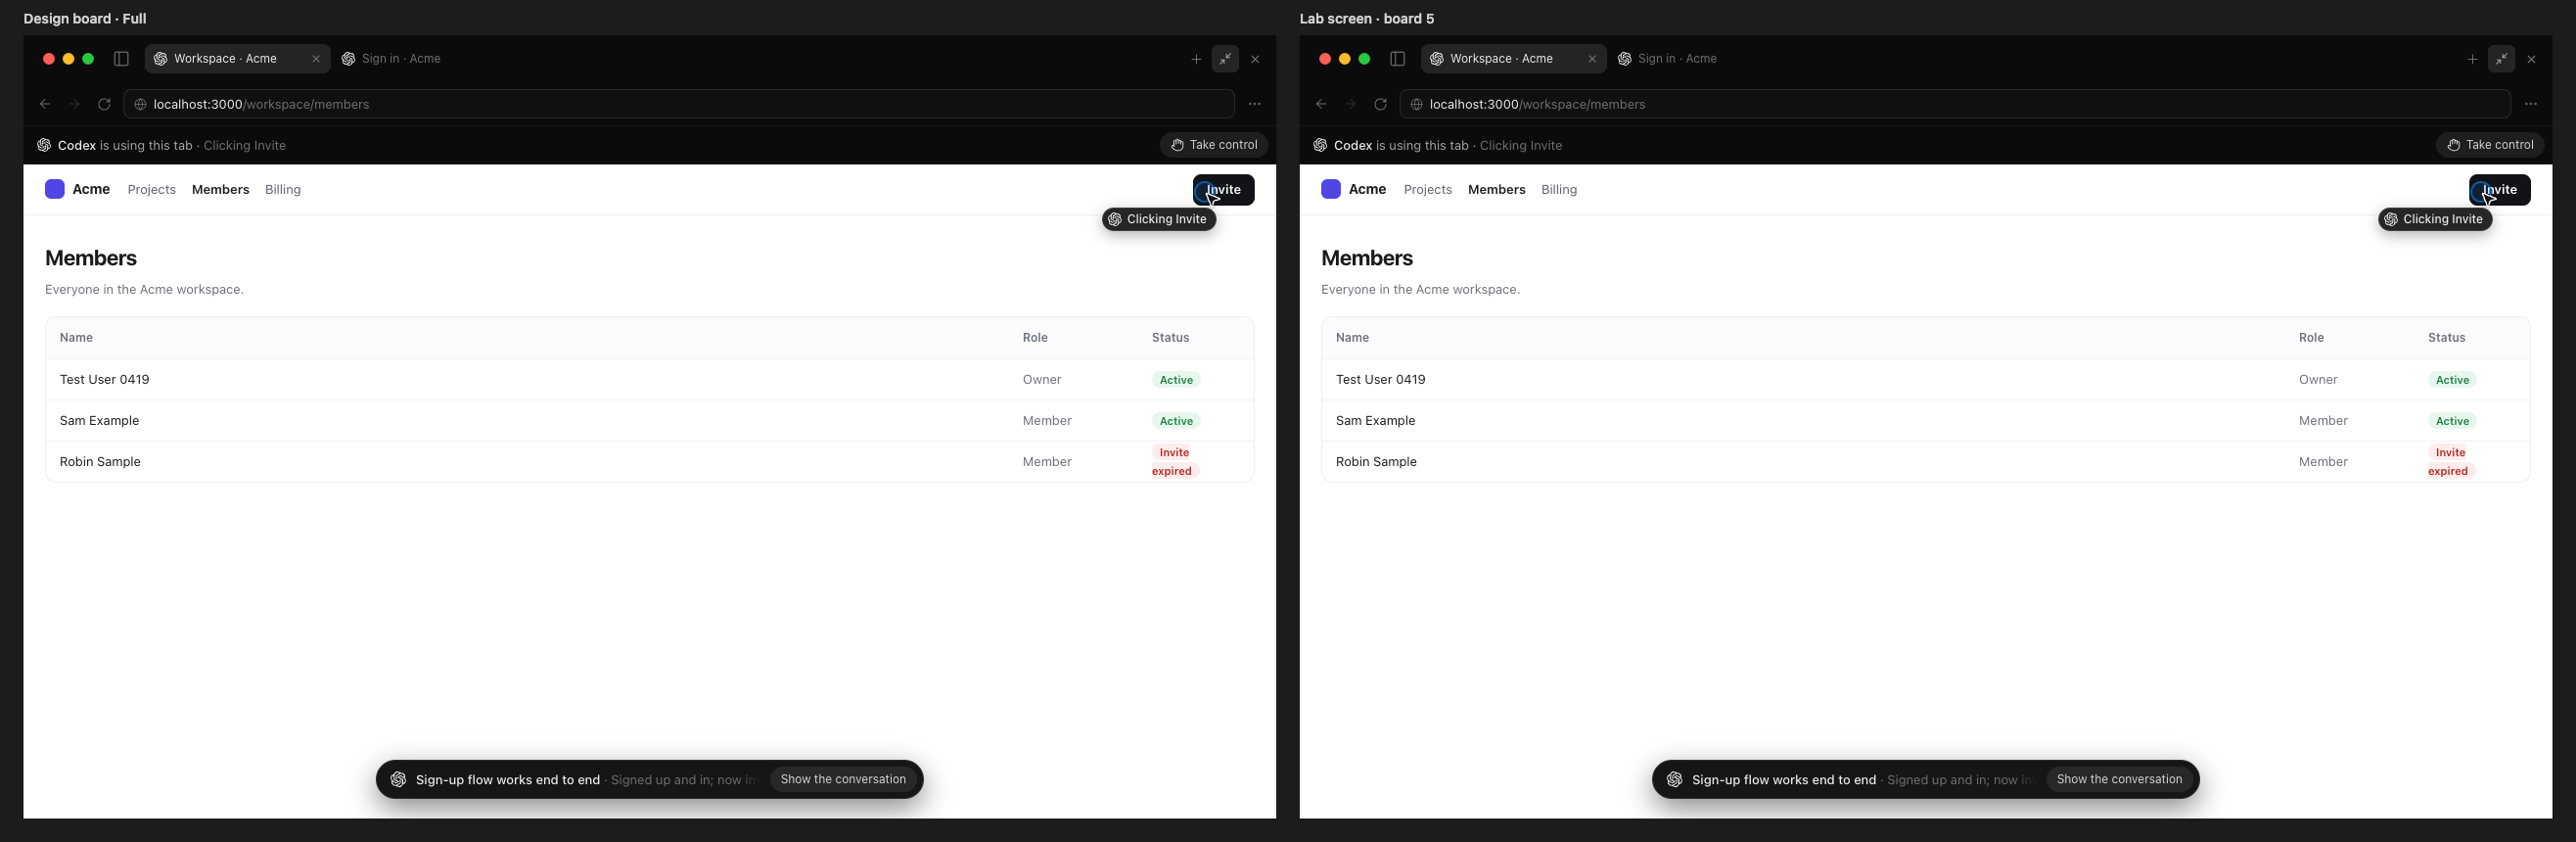 Design board · Full
Workspace · Acme
Sign in · Acme
localhost:3000/workspace/members
Codex is using this tab · Clicking Invite
Take control
Acme
Projects
Members
Billing
Invite
Clicking Invite
Members
Everyone in the Acme workspace.
Name Role Status
Test User 0419 Owner Active
Sam Example Member Active
Robin Sample Member Invite
expired
Sign-up flow works end to end · Signed up and in; now in
Show the conversation
Lab screen · board 5
Workspace · Acme
Sign in · Acme
localhost:3000/workspace/members
Codex is using this tab · Clicking Invite
Take control
Acme
Projects
Members
Billing
Invite
Clicking Invite
Members
Everyone in the Acme workspace.
Name Role Status
Test User 0419 Owner Active
Sam Example Member Active
Robin Sample Member Invite
expired
Sign-up flow works end to end · Signed up and in; now in
Show the conversation